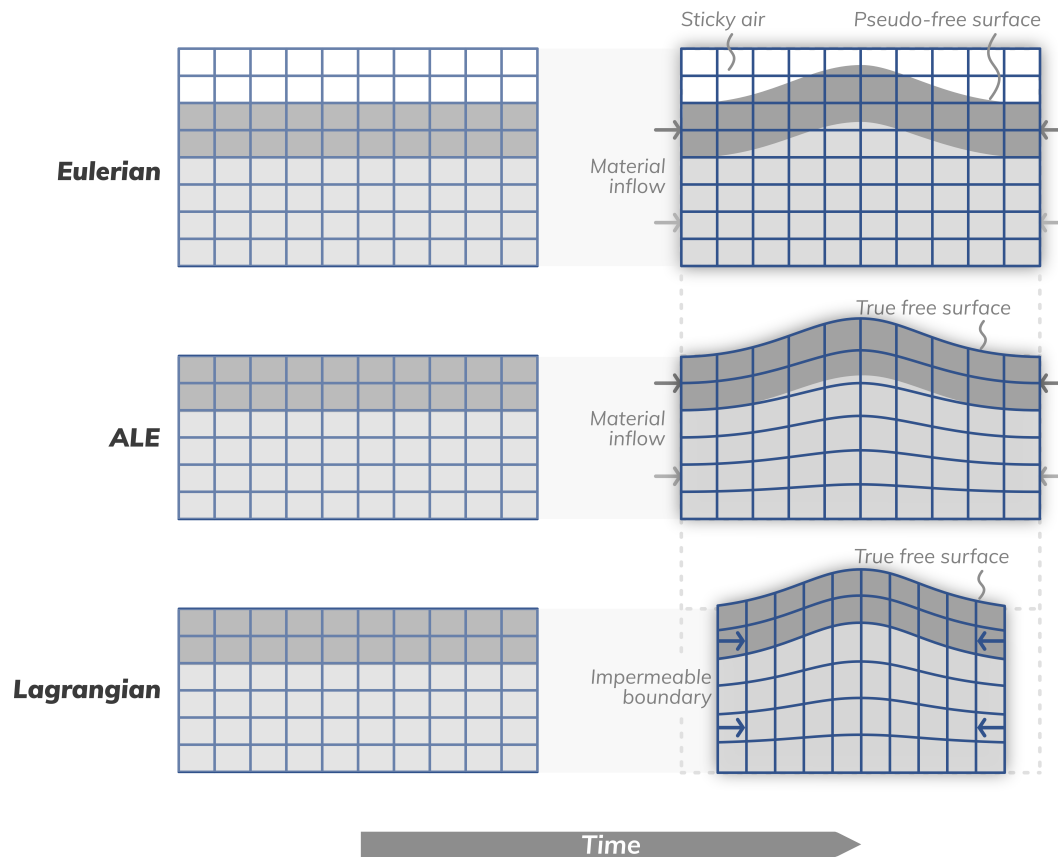 Sticky air
Pseudo-free surface
Eulerian
Material
inflow
True free surface
ALE
Material
inflow
True free surface
Lagrangian
Impermeable
boundary
Time